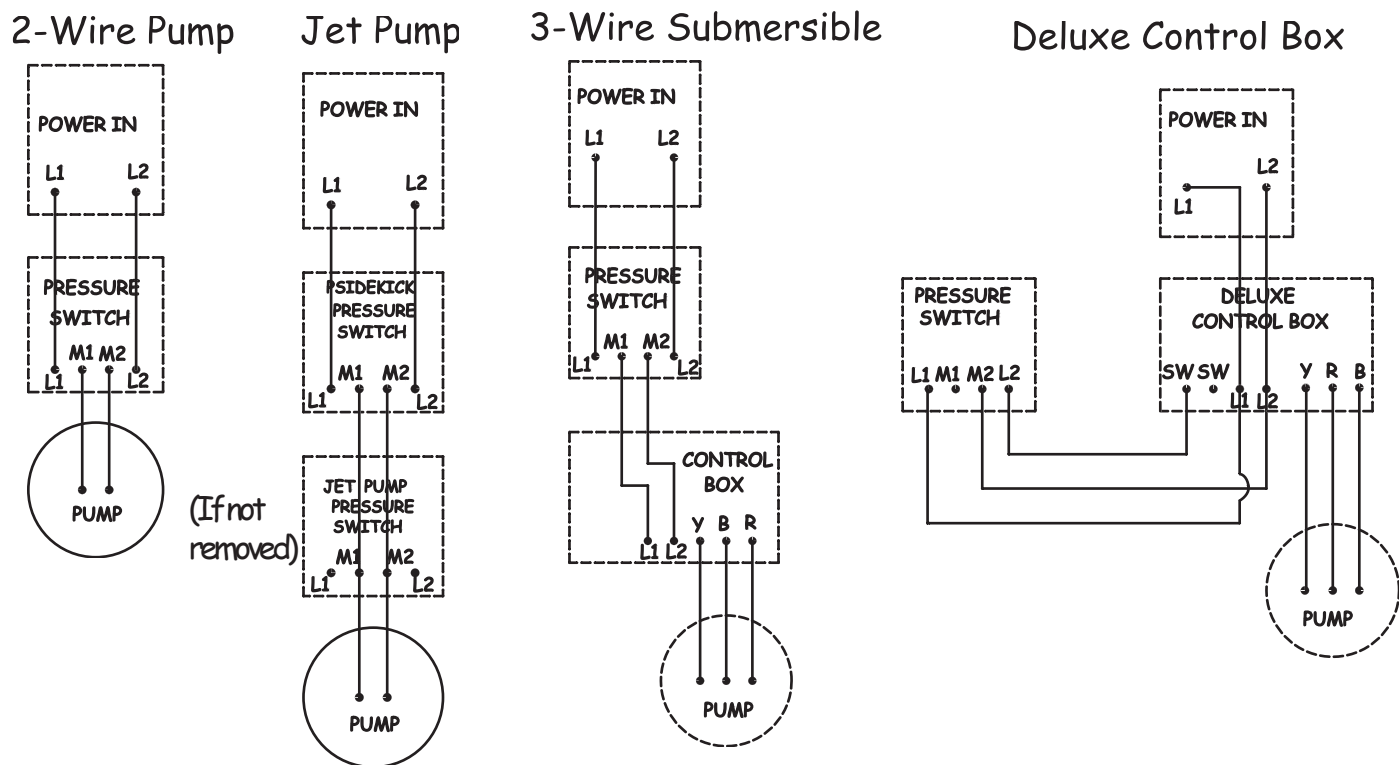 2-Wire Pump
POWER IN
L1 L2
PRESSURE
SWITCH
M1 M2
L1 L2
PUMP
Jet Pump
POWER IN
L1 L2
PSIDEKICK
PRESSURE
SWITCH
M1 M2
L1 L2
(If not
removed)
JET PUMP
PRESSURE
SWITCH
M1 M2
L1 L2
PUMP
3-Wire Submersible
POWER IN
L1 L2
PRESSURE
SWITCH
M1 M2
L1 L2
CONTROL
BOX
Y B R
L1 L2
PUMP
Deluxe Control Box
POWER IN
L2
L1
PRESSURE
SWITCH
L1 M1 M2 L2
DELUXE
CONTROL BOX
SW SW Y R B
L1 L2
PUMP